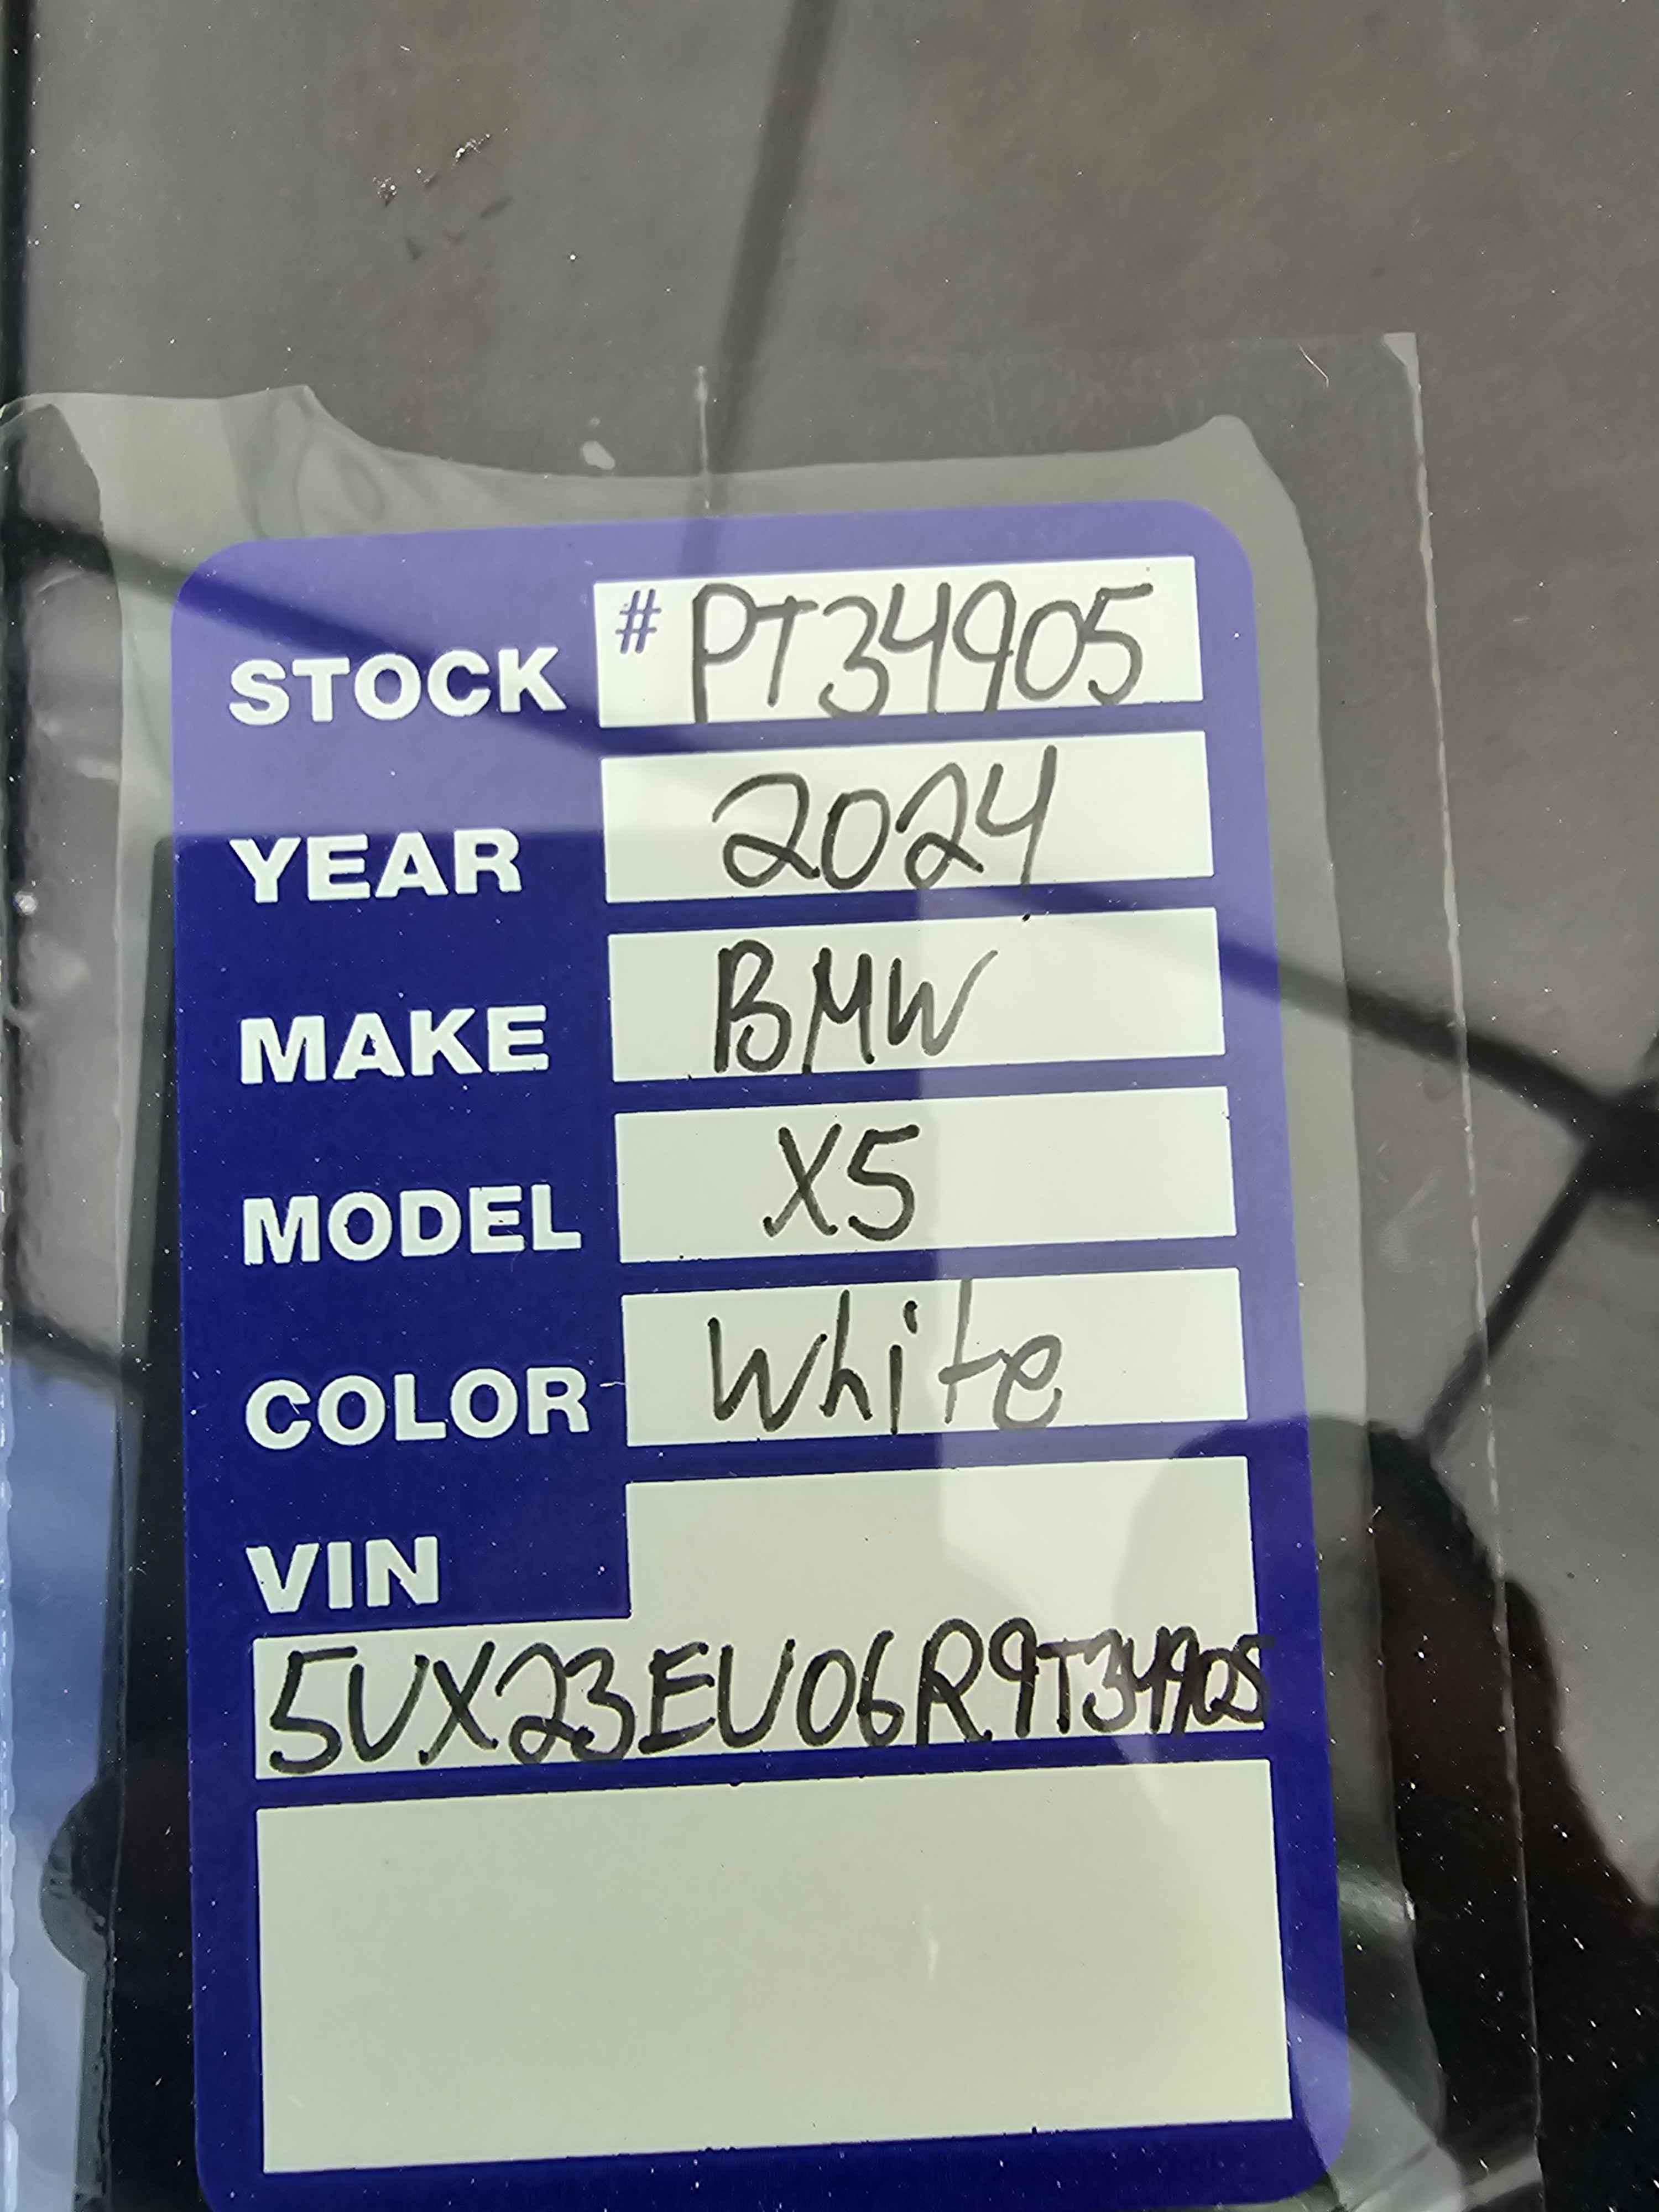 STOCK # PT34905
YEAR 2024
MAKE BMW
MODEL X5
COLOR White
VIN
5UX23EU06R9T34905